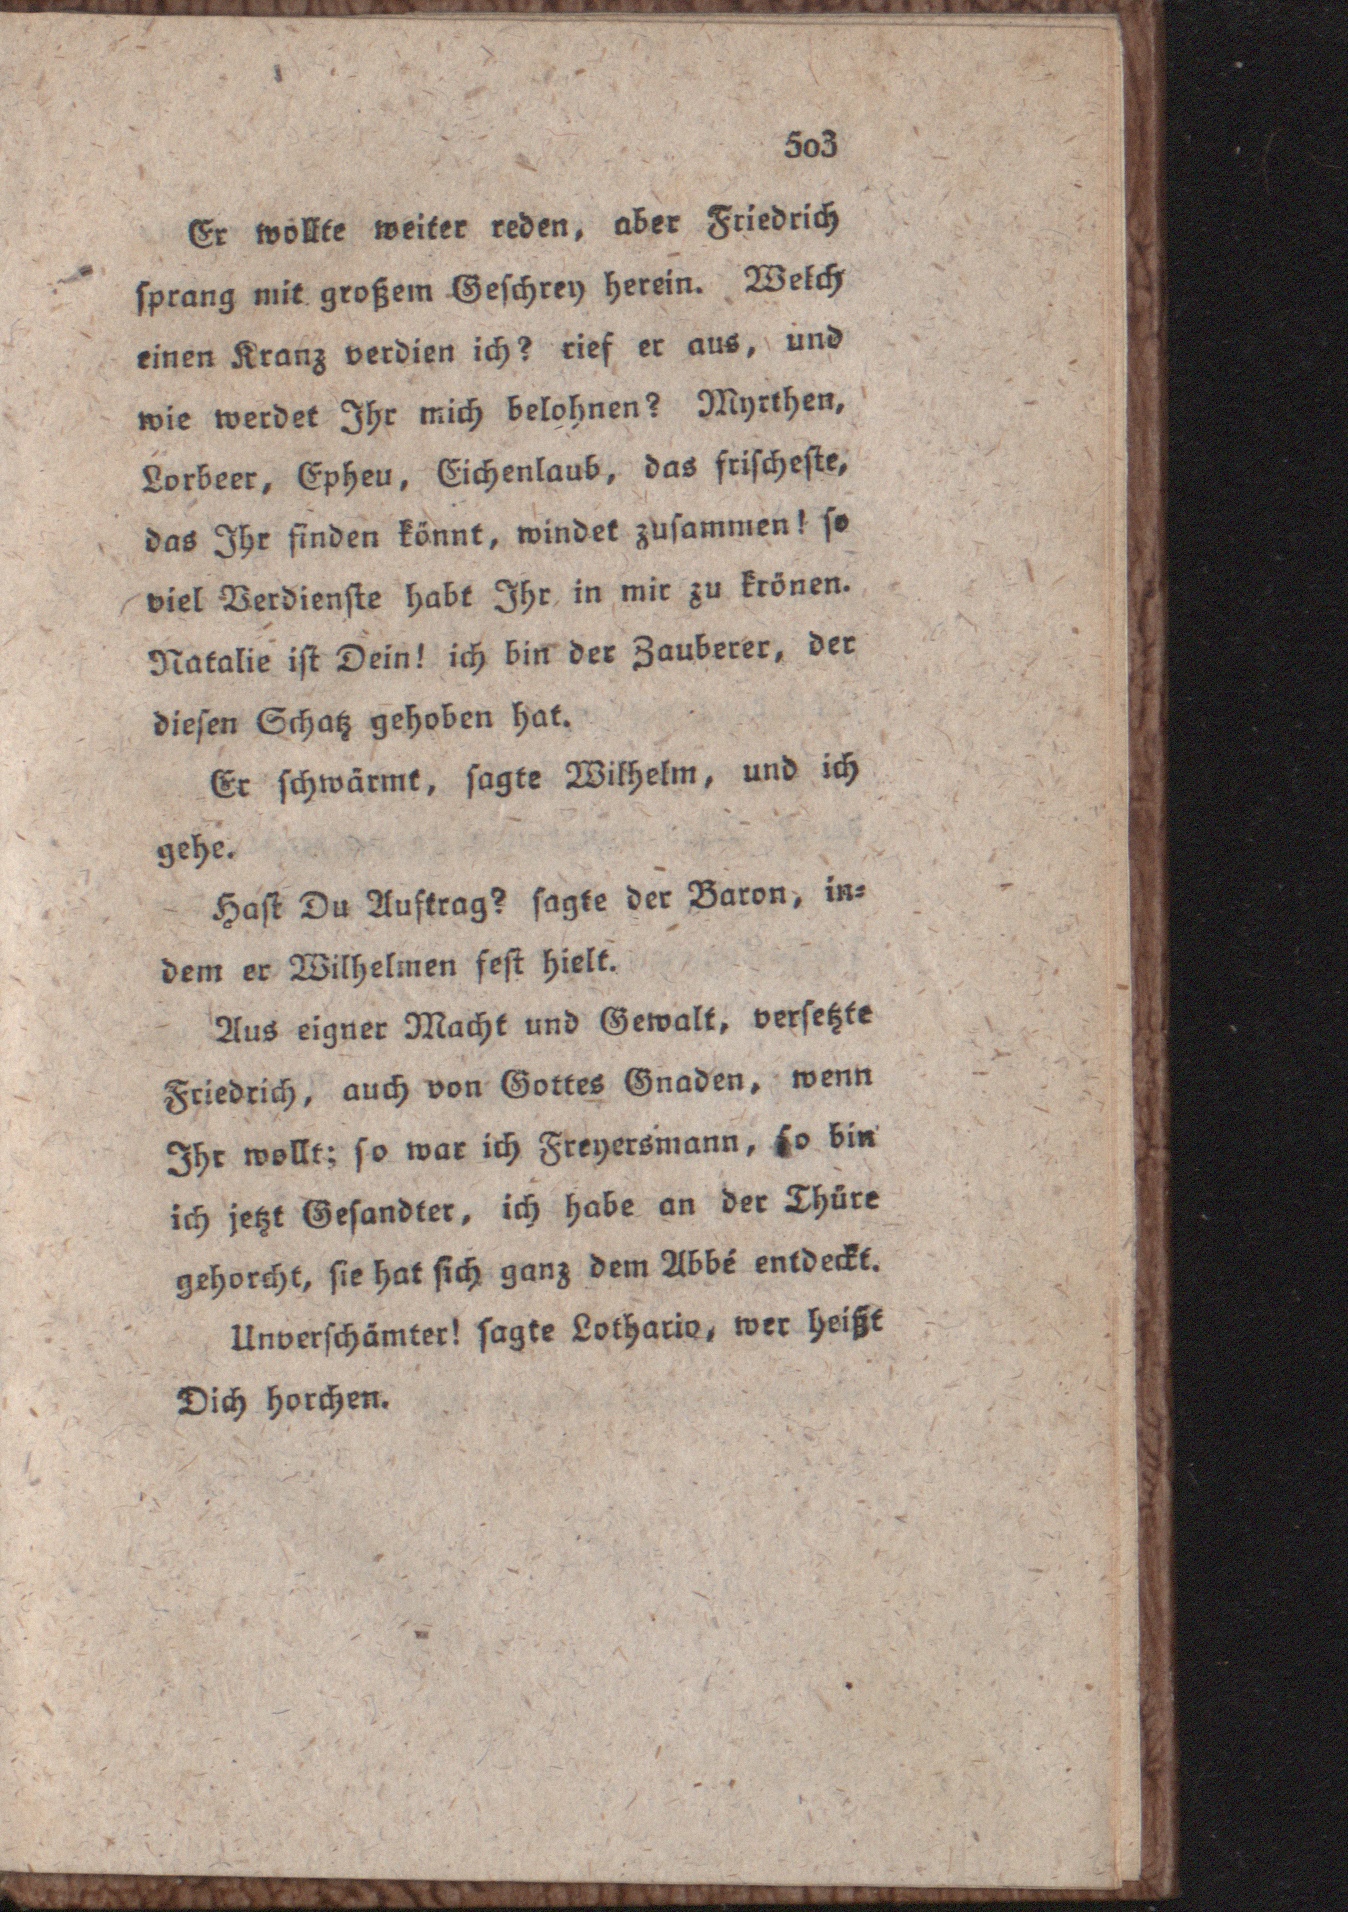 503
Er wollte weiter reden, aber Friedrich
ſprang mit großem Geſchrey herein. Welch
einen Kranz verdien ich? rief er aus, und
wie werdet Ihr mich belohnen? Myrthen,
Lorbeer, Epheu, Eichenlaub, das friſcheſte,
das Ihr finden könnt, windet zuſammen! ſo
viel Verdienſte habt Ihr in mir zu krönen.
Natalie iſt Dein! ich bin der Zauberer, der
dieſen Schatz gehoben hat.
Er ſchwärmt, ſagte Wilhelm, und ich
gehe.
Haſt Du Auftrag? ſagte der Baron, in⸗
dem er Wilhelmen feſt hielt.
Aus eigner Macht und Gewalt, verſetzte
Friedrich, auch von Gottes Gnaden, wenn
Ihr wollt; ſo war ich Freyersmann, ſo bin
ich jetzt Geſandter, ich habe an der Thüre
gehorcht, ſie hat ſich ganz dem Abbé entdeckt.
Unverſchämter! ſagte Lothario, wer heißt
Dich horchen.